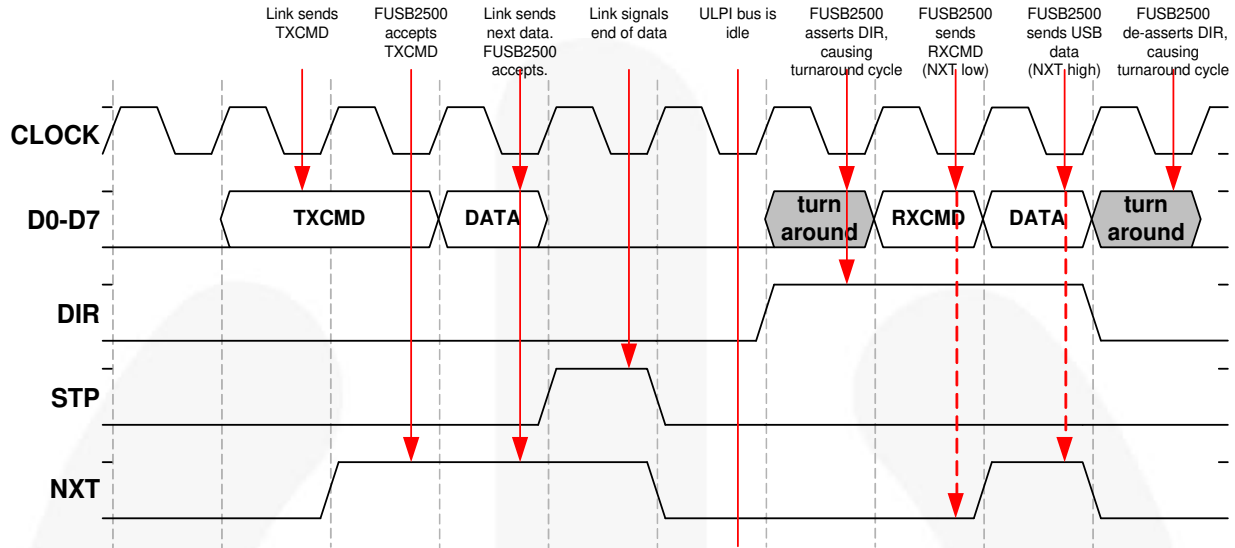 Link sends
TXCMD
FUSB2500
accepts
TXCMD
Link sends
next data.
FUSB2500
accepts.
Link signals
end of data
ULPI bus is
idle
FUSB2500
asserts DIR,
causing
turnaround cycle
FUSB2500
sends
RXCMD
(NXT low)
FUSB2500
sends USB
data
(NXT high)
FUSB2500
de-asserts DIR,
causing
turnaround cycle
CLOCK
D0-D7
TXCMD
DATA
turn
around
RXCMD
DATA
turn
around
DIR
STP
NXT